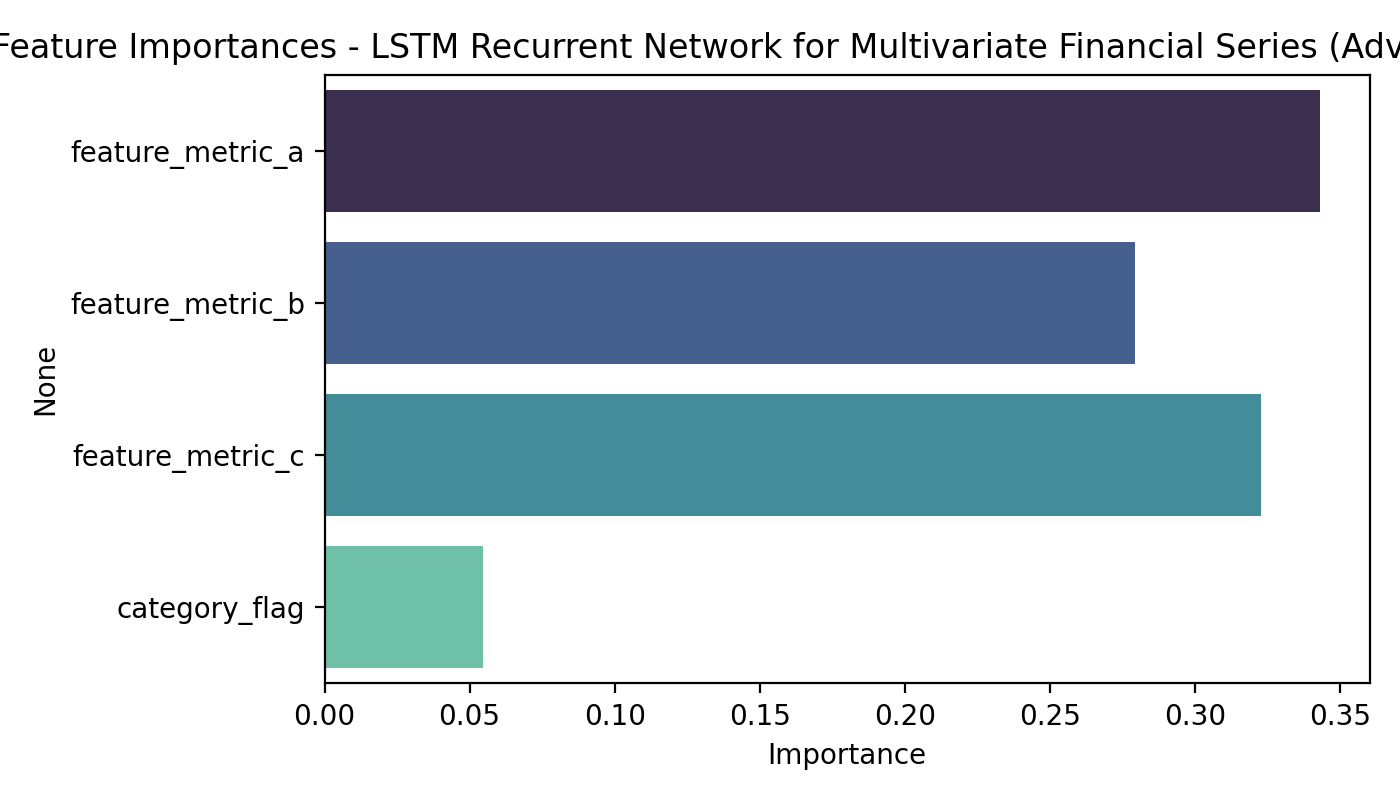 Feature Importances - LSTM Recurrent Network for Multivariate Financial Series (Adv
feature_metric_a
feature_metric_b
None
feature_metric_c
category_flag
0.00 0.05 0.10 0.15 0.20 0.25 0.30 0.35
Importance